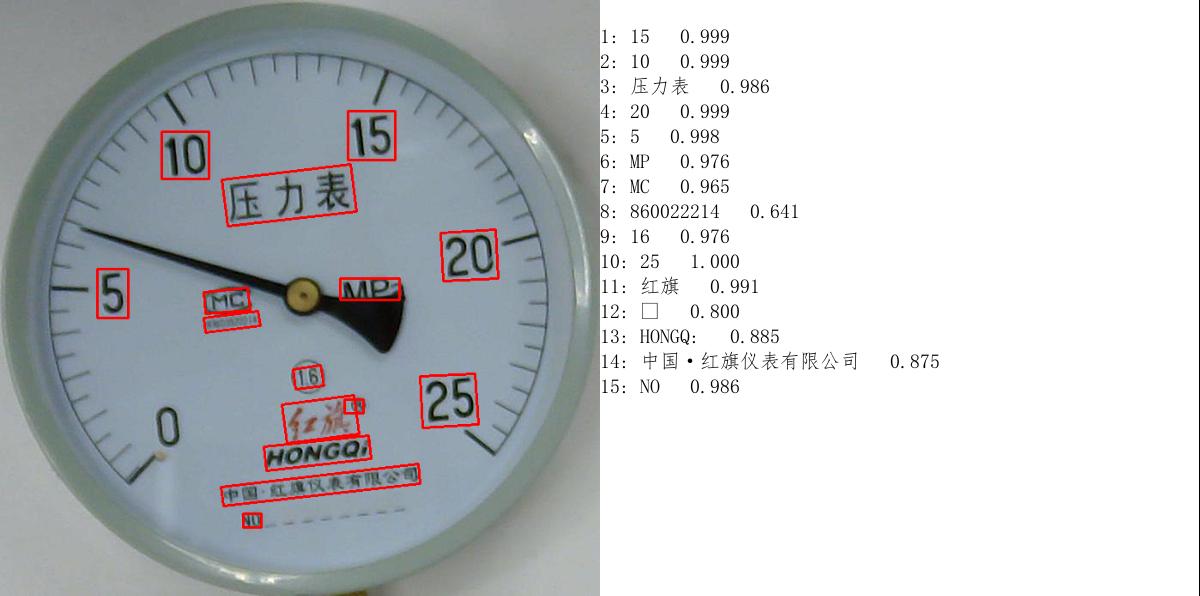 10
15
压力表
20
5
MC
MP
0
25
1.6
红旗
HONGQi
中国·红旗仪表有限公司
NO
1: 15 0.999
2: 10 0.999
3: 压力表 0.986
4: 20 0.999
5: 5 0.998
6: MP 0.976
7: MC 0.965
8: 860022214 0.641
9: 16 0.976
10: 25 1.000
11: 红旗 0.991
12: □ 0.800
13: HONGQ: 0.885
14: 中国·红旗仪表有限公司 0.875
15: NO 0.986